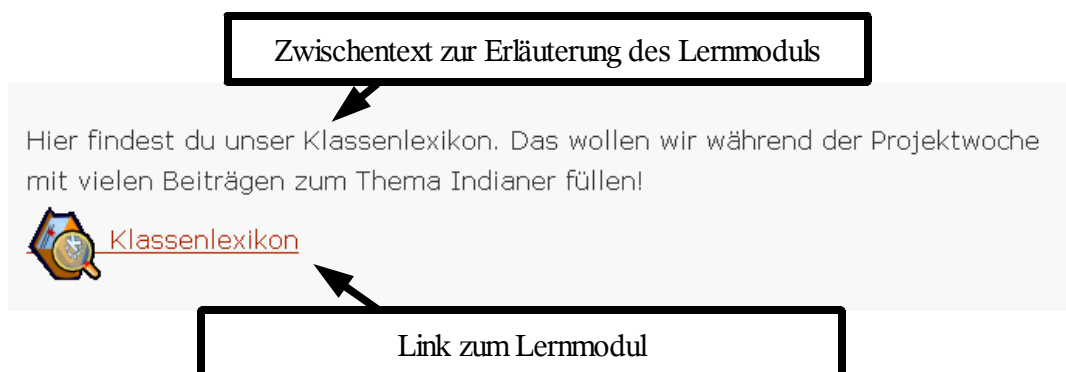 Zwischentext zur Erläuterung des Lernmoduls
Hier findest du unser Klassenlexikon. Das wollen wir während der Projektwoche
mit vielen Beiträgen zum Thema Indianer füllen!
Klassenlexikon
Link zum Lernmodul